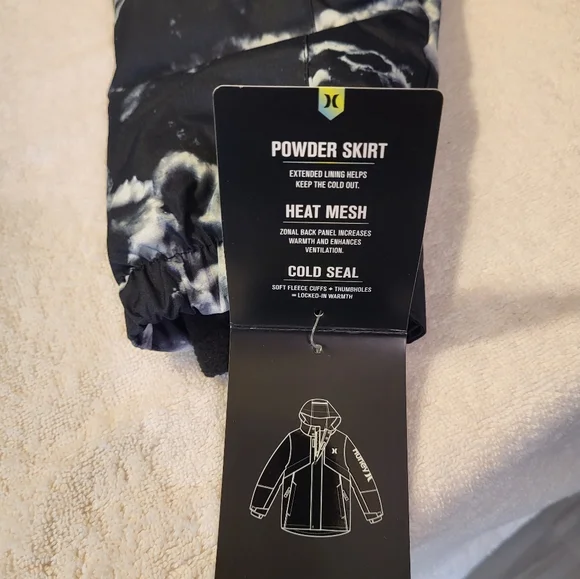 POWDER SKIRT
EXTENDED LINING HELPS
KEEP THE COLD OUT.
HEAT MESH
ZONAL BACK PANEL INCREASES
WARMTH AND ENHANCES
VENTILATION.
COLD SEAL
SOFT FLEECE CUFFS + THUMBHOLES
= LOCKED-IN WARMTH
Hurley